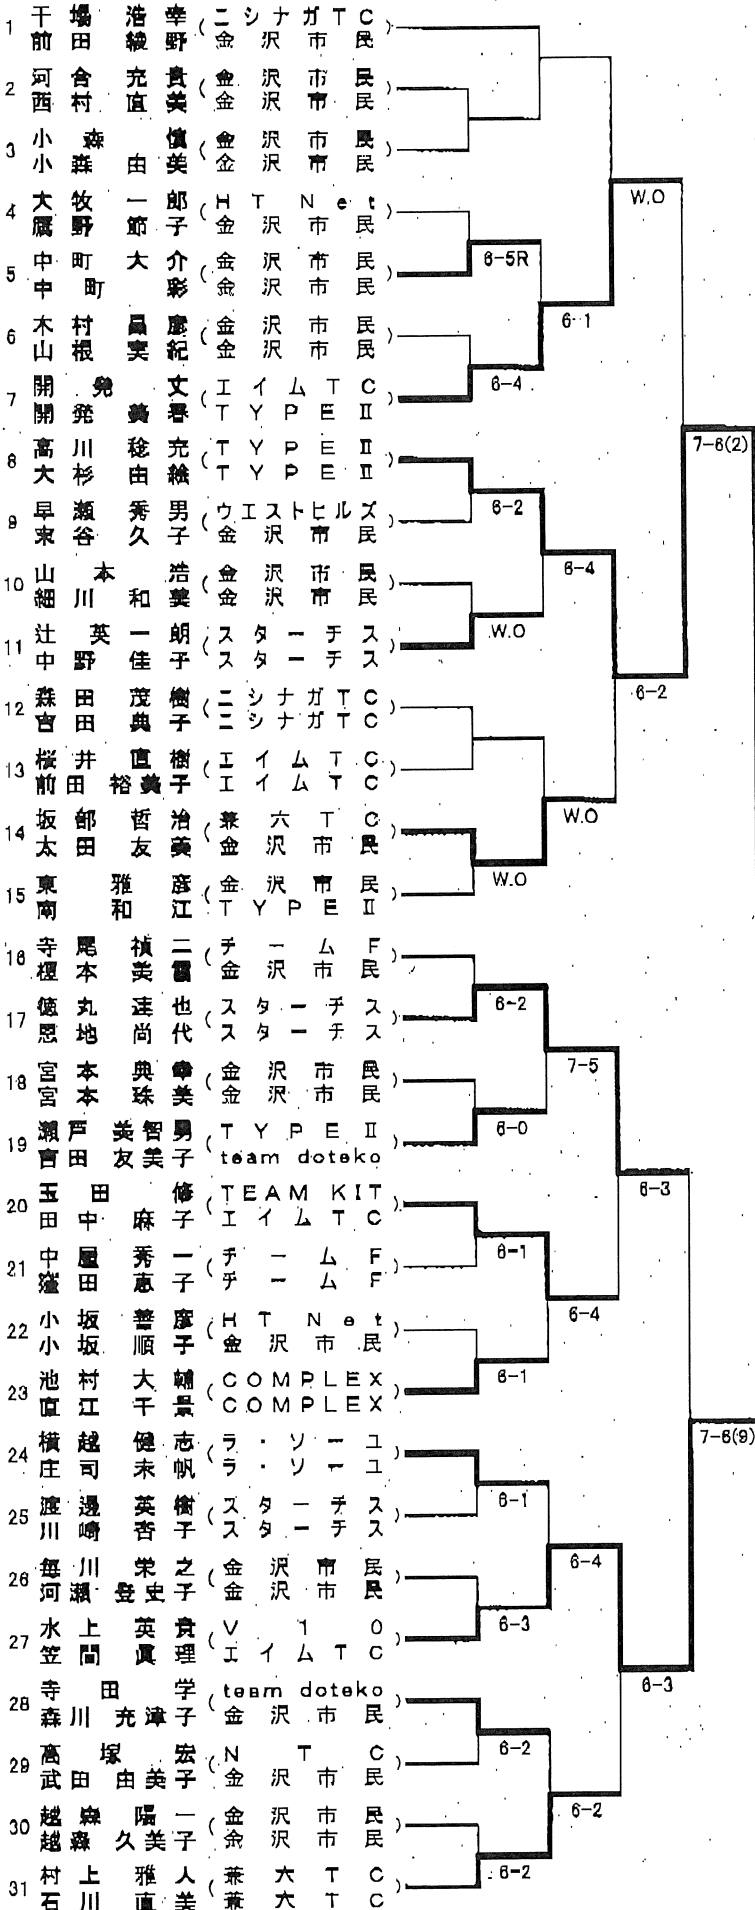 1 干場 浩幸 (ニシナガTC)
前田 綾野 (金沢市民)
2 河合 充貴 (金沢市民)
西村 直美 (金沢市民)
3 小森 慎 (金沢市民)
小森 由美 (金沢市民)
4 大牧 一郎 (HT Net)
鷹野 節子 (金沢市民)
W.O
5 中町 大介 (金沢市民)
中町 彩 (金沢市民)
6-5R
6 木村 昌彦 (金沢市民)
山根 実紀 (金沢市民)
6-1
7 開発 丈 (エイムTC)
開発 美春 (TYPEⅡ)
6-4
8 高川 稔充 (TYPEⅡ)
大杉 由絵 (TYPEⅡ)
7-6(2)
9 早瀬 秀男 (ウエストヒルズ)
末谷 久子 (金沢市民)
6-2
10 山本 浩 (金沢市民)
細川 和美 (金沢市民)
6-4
11 辻 英一朗 (スターチス)
中野 佳子 (スターチス)
W.O
12 森田 茂樹 (ニシナガTC)
吉田 典子 (ニシナガTC)
6-2
13 桜井 直樹 (エイムTC)
前田 裕美子 (エイムTC)
14 坂部 哲治 (兼六TC)
太田 友美 (金沢市民)
W.O
15 東 雅彦 (金沢市民)
南 和江 (TYPEⅡ)
W.O
16 寺尾 禎二 (チームF)
榎本 美 (金沢市民)
17 徳丸 達也 (スターチス)
恩地 尚代 (スターチス)
6-2
18 宮本 典幸 (金沢市民)
宮本 珠美 (金沢市民)
7-5
19 瀬戸 美智男 (TYPEⅡ)
吉田 友美子 (team doteko)
6-0
20 玉田 修 (TEAM KIT)
田中 麻子 (エイムTC)
6-3
21 中屋 秀一 (チームF)
窪田 恵子 (チームF)
6-1
22 小坂 善彦 (HT Net)
小坂 順子 (金沢市民)
6-4
23 池村 大輔 (COMPLEX)
直江 千景 (COMPLEX)
6-1
24 横越 健志 (ラ・ソーユ)
庄司 未帆 (ラ・ソーユ)
7-6(9)
25 渡邊 英樹 (スターチス)
川崎 杏子 (スターチス)
6-1
26 毎川 栄之 (金沢市民)
河瀬 登史子 (金沢市民)
6-4
27 水上 英貴 (V10)
笠間 眞理 (エイムTC)
6-3
28 寺田 学 (team doteko)
森川 充津子 (金沢市民)
6-3
29 高塚 宏 (NTC)
武田 由美子 (金沢市民)
6-2
30 越森 陽一 (金沢市民)
越森 久美子 (金沢市民)
6-2
31 村上 雅人 (兼六TC)
石川 直美 (兼六TC)
6-2